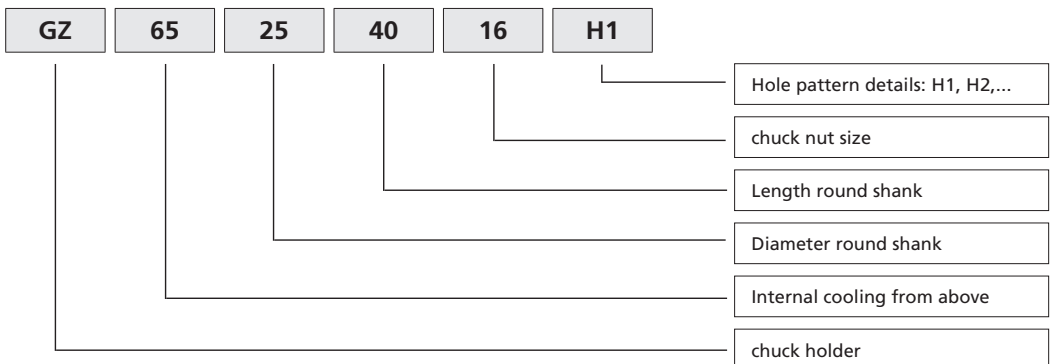 GZ 65 25 40 16 H1
Hole pattern details: H1, H2,...
chuck nut size
Length round shank
Diameter round shank
Internal cooling from above
chuck holder